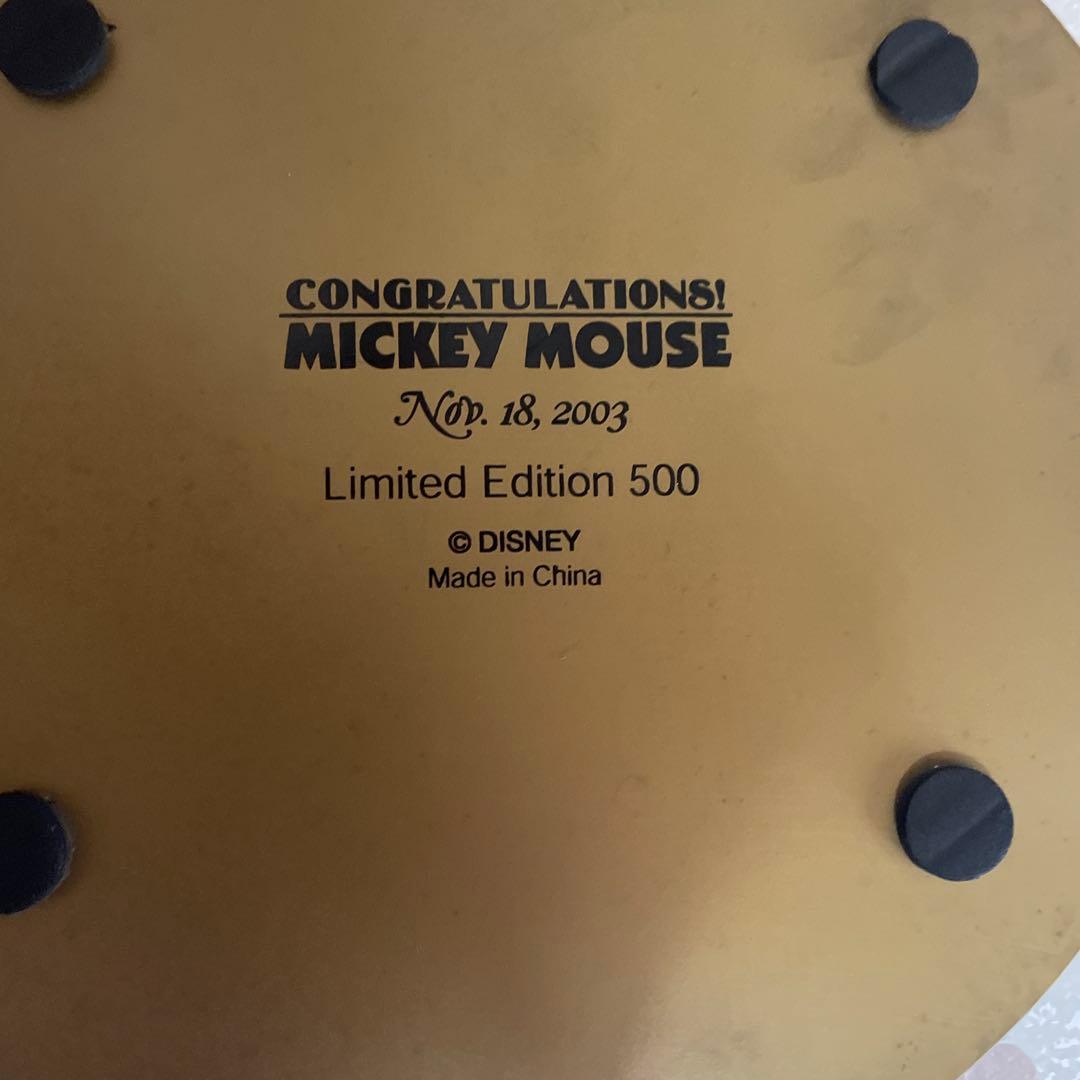 CONGRATULATIONS!
MICKEY MOUSE
Nov. 18, 2003
Limited Edition 500
© DISNEY
Made in China